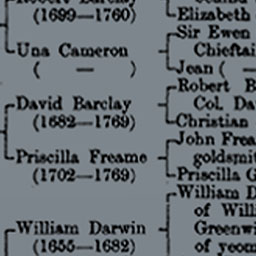 (1699—1760)
Elizabeth
Sir Ewen
Una Cameron
Chieftai
( — )
Jean ( —
Robert B
David Barclay
Col. Da
(1682—1769)
Christian
John Frea
Priscilla Freame
goldsmit
(1702—1769)
Priscilla G
William D
of Will
William Darwin
Greenwi
(1655—1682)
of yeom